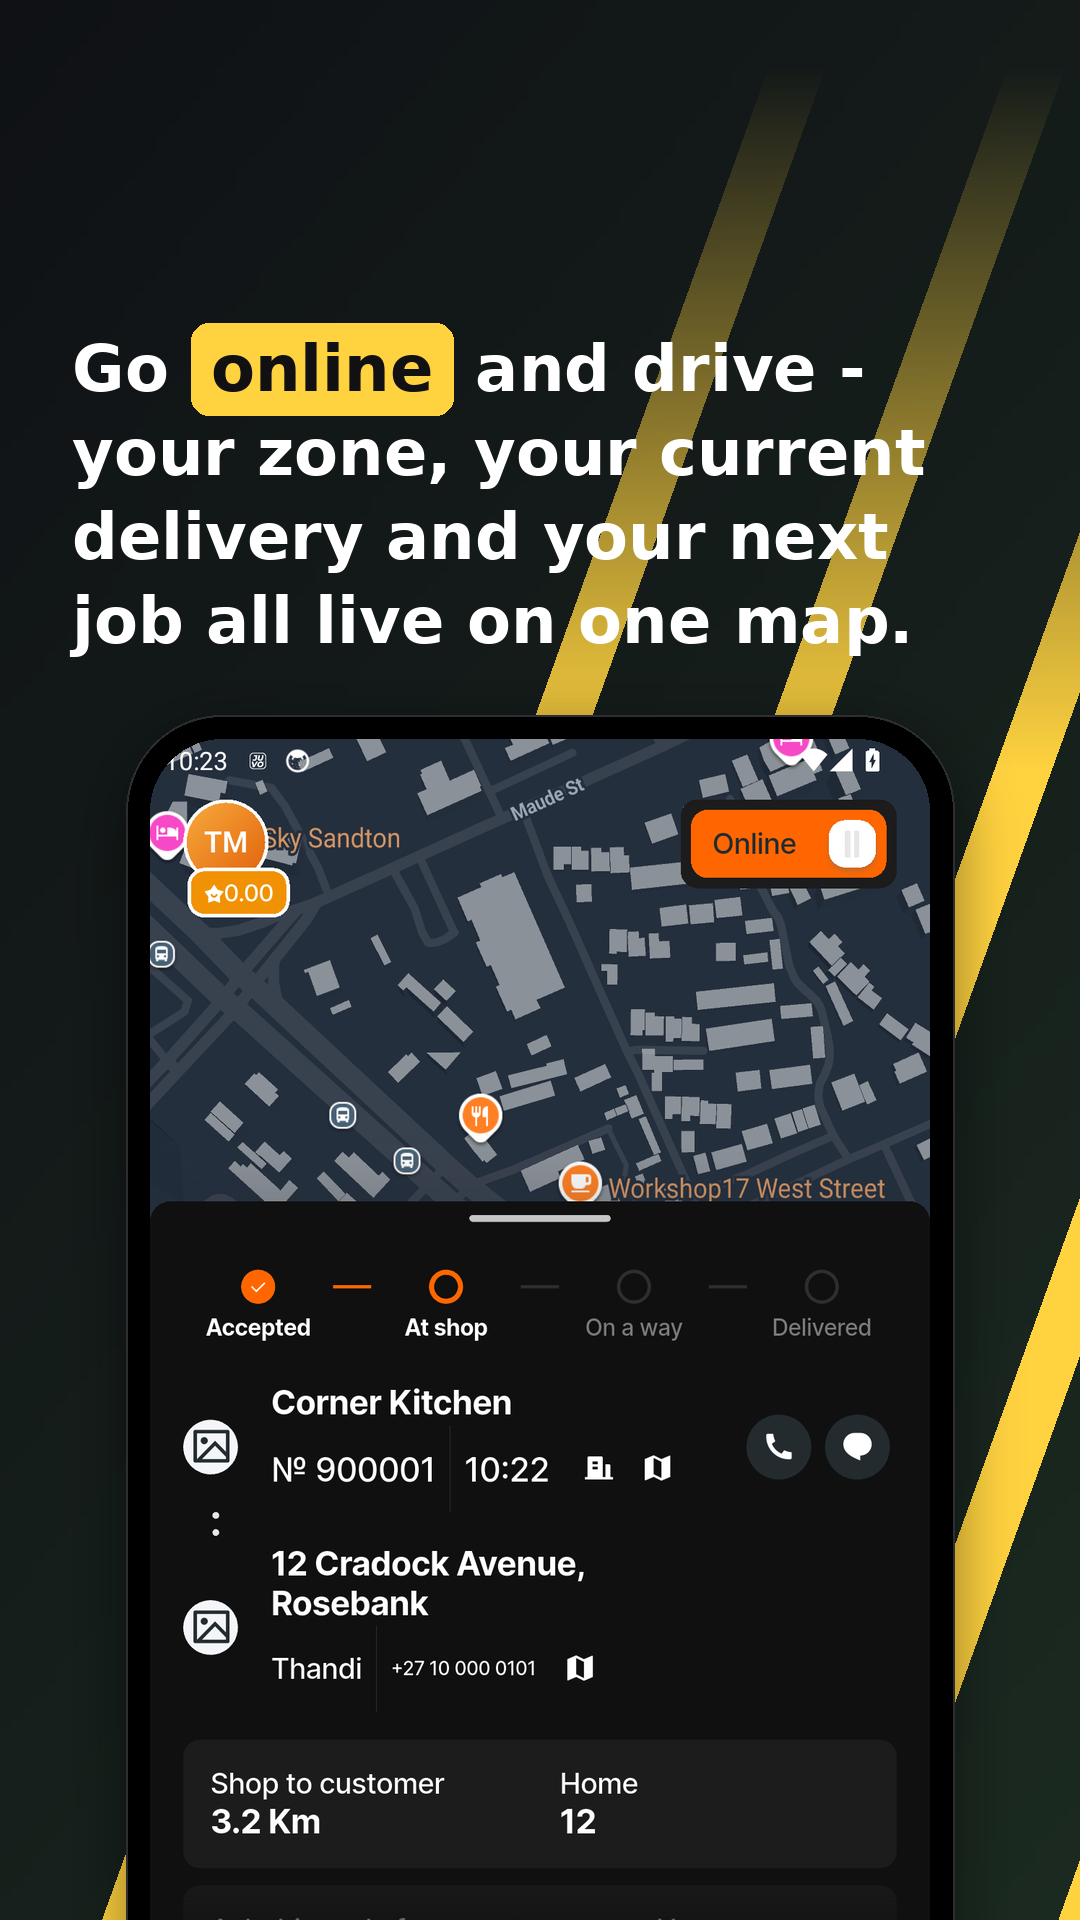 Go online and drive -
your zone, your current
delivery and your next
job all live on one map.
10:23
JU
VO
Maude St
TM
Sky Sandton
Online
0.00
Workshop17 West Street
Accepted
At shop
On a way
Delivered
Corner Kitchen
№ 900001 10:22
12 Cradock Avenue,
Rosebank
Thandi +27 10 000 0101
Shop to customer Home
3.2 Km 12